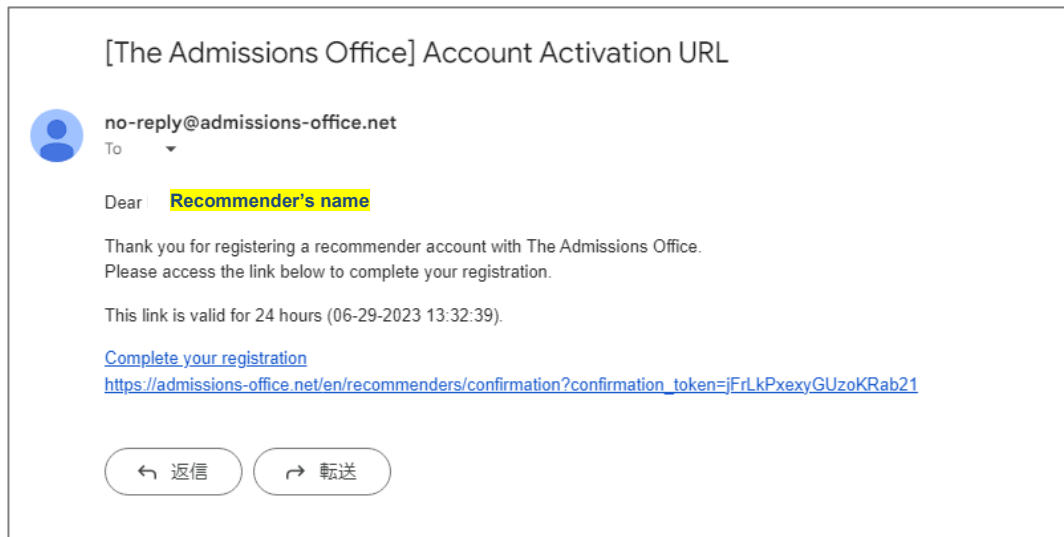 [The Admissions Office] Account Activation URL
no-reply@admissions-office.net
To
Dear Recommender's name
Thank you for registering a recommender account with The Admissions Office.
Please access the link below to complete your registration.
This link is valid for 24 hours (06-29-2023 13:32:39).
Complete your registration
https://admissions-office.net/en/recommenders/confirmation?confirmation_token=jFrLkPxexyGUzoKRab21
返信 転送